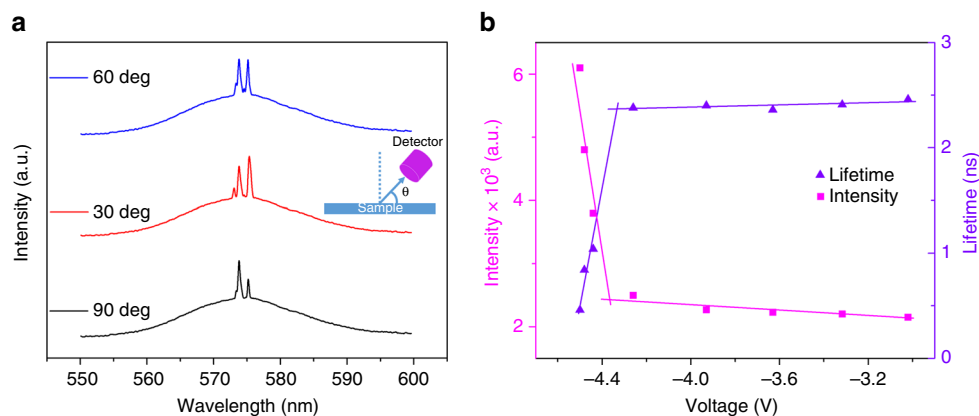 a
60 deg
30 deg
90 deg
Detector
θ
Sample
Intensity (a.u.)
550 560 570 580 590 600
Wavelength (nm)
b
6
4
2
Intensity × 10³ (a.u.)
Lifetime
Intensity
3
2
1
0
Lifetime (ns)
−4.4 −4.0 −3.6 −3.2
Voltage (V)